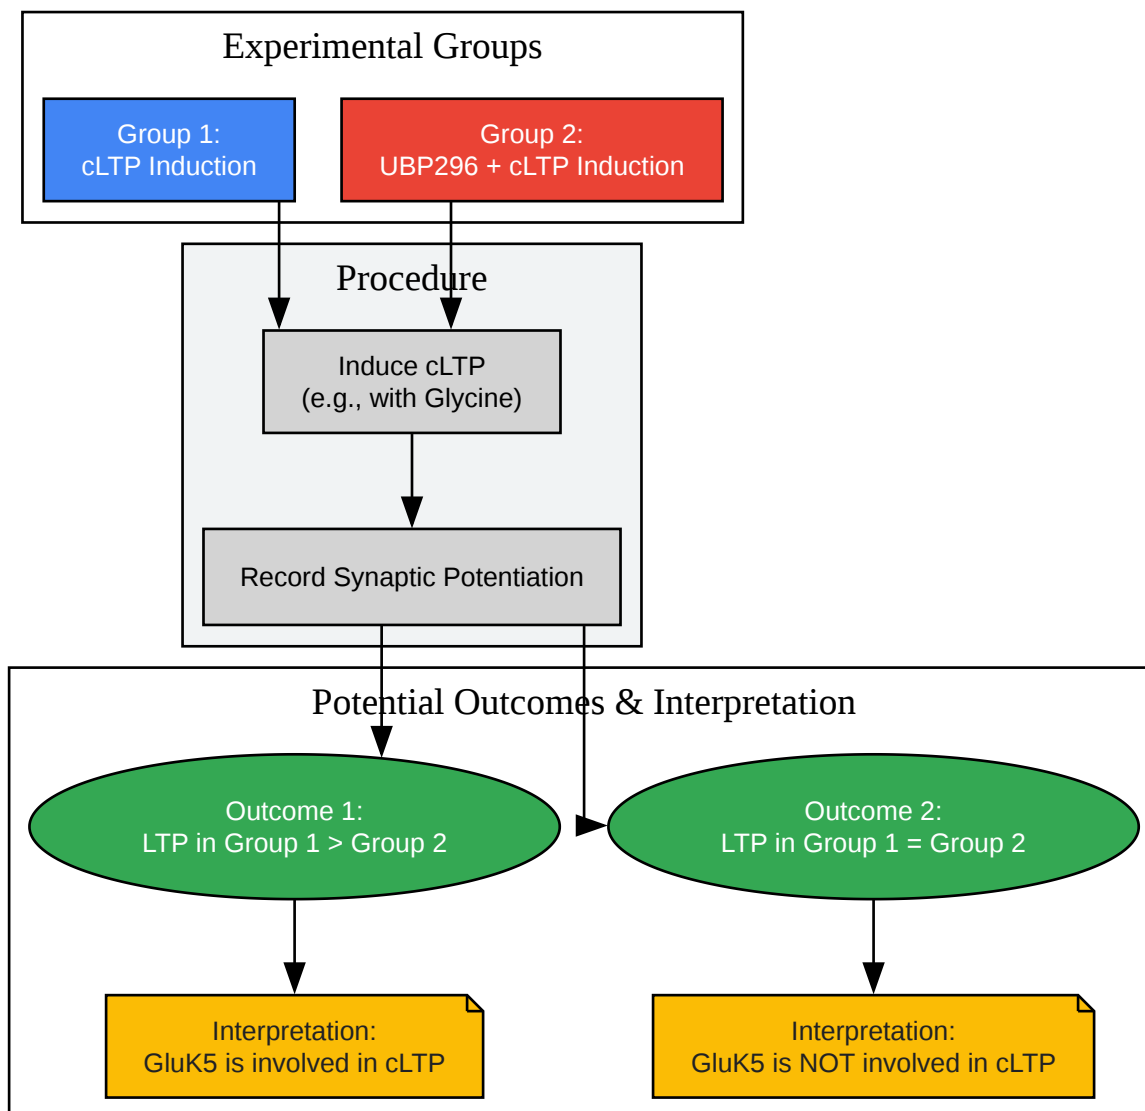 Experimental Groups
Group 1:
cLTP Induction
Group 2:
UBP296 + cLTP Induction
Procedure
Induce cLTP
(e.g., with Glycine)
Record Synaptic Potentiation
Potential Outcomes & Interpretation
Outcome 1:
LTP in Group 1 > Group 2
Outcome 2:
LTP in Group 1 = Group 2
Interpretation:
GluK5 is involved in cLTP
Interpretation:
GluK5 is NOT involved in cLTP